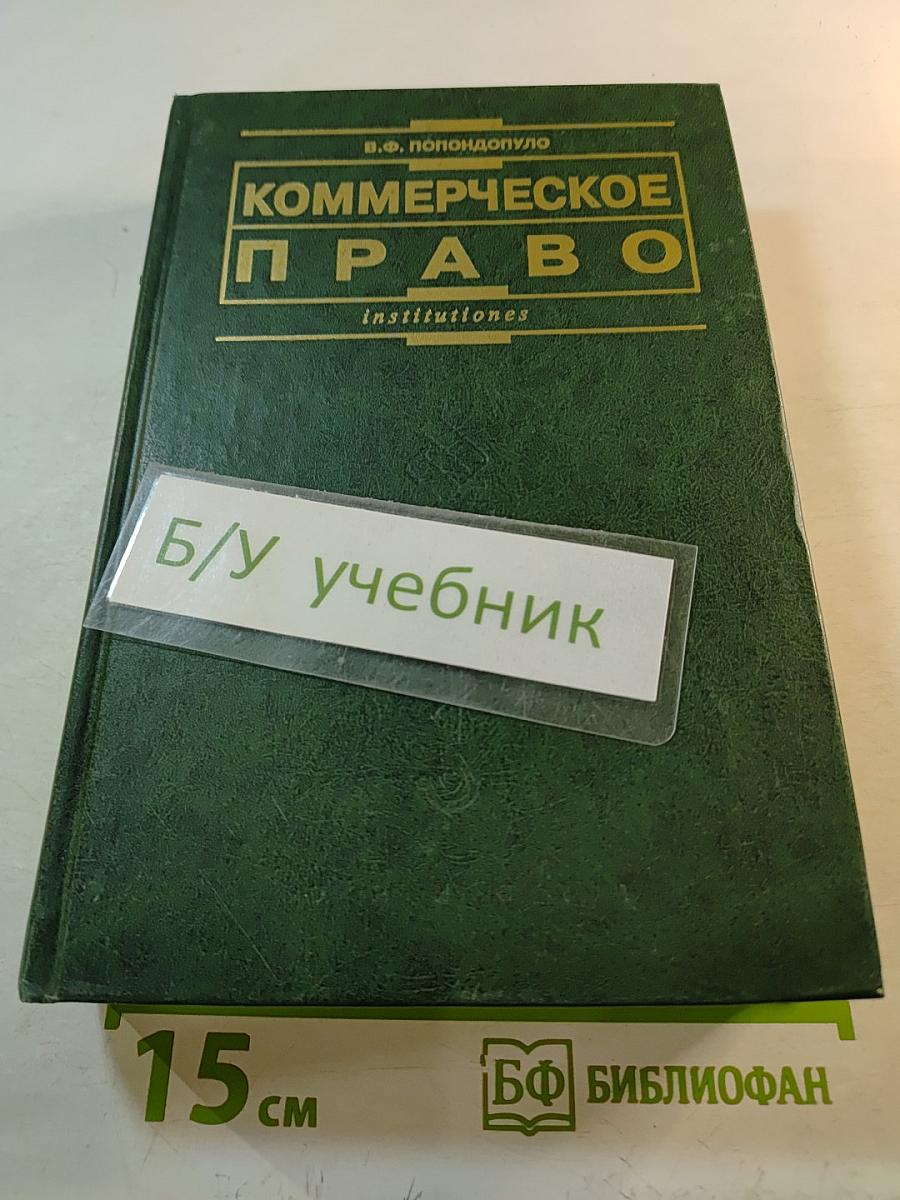 В.Ф. ПОПОНДОПУЛО
КОММЕРЧЕСКОЕ
ПРАВО
institutiones
Б/У учебник
15 см
БФ БИБЛИОФАН